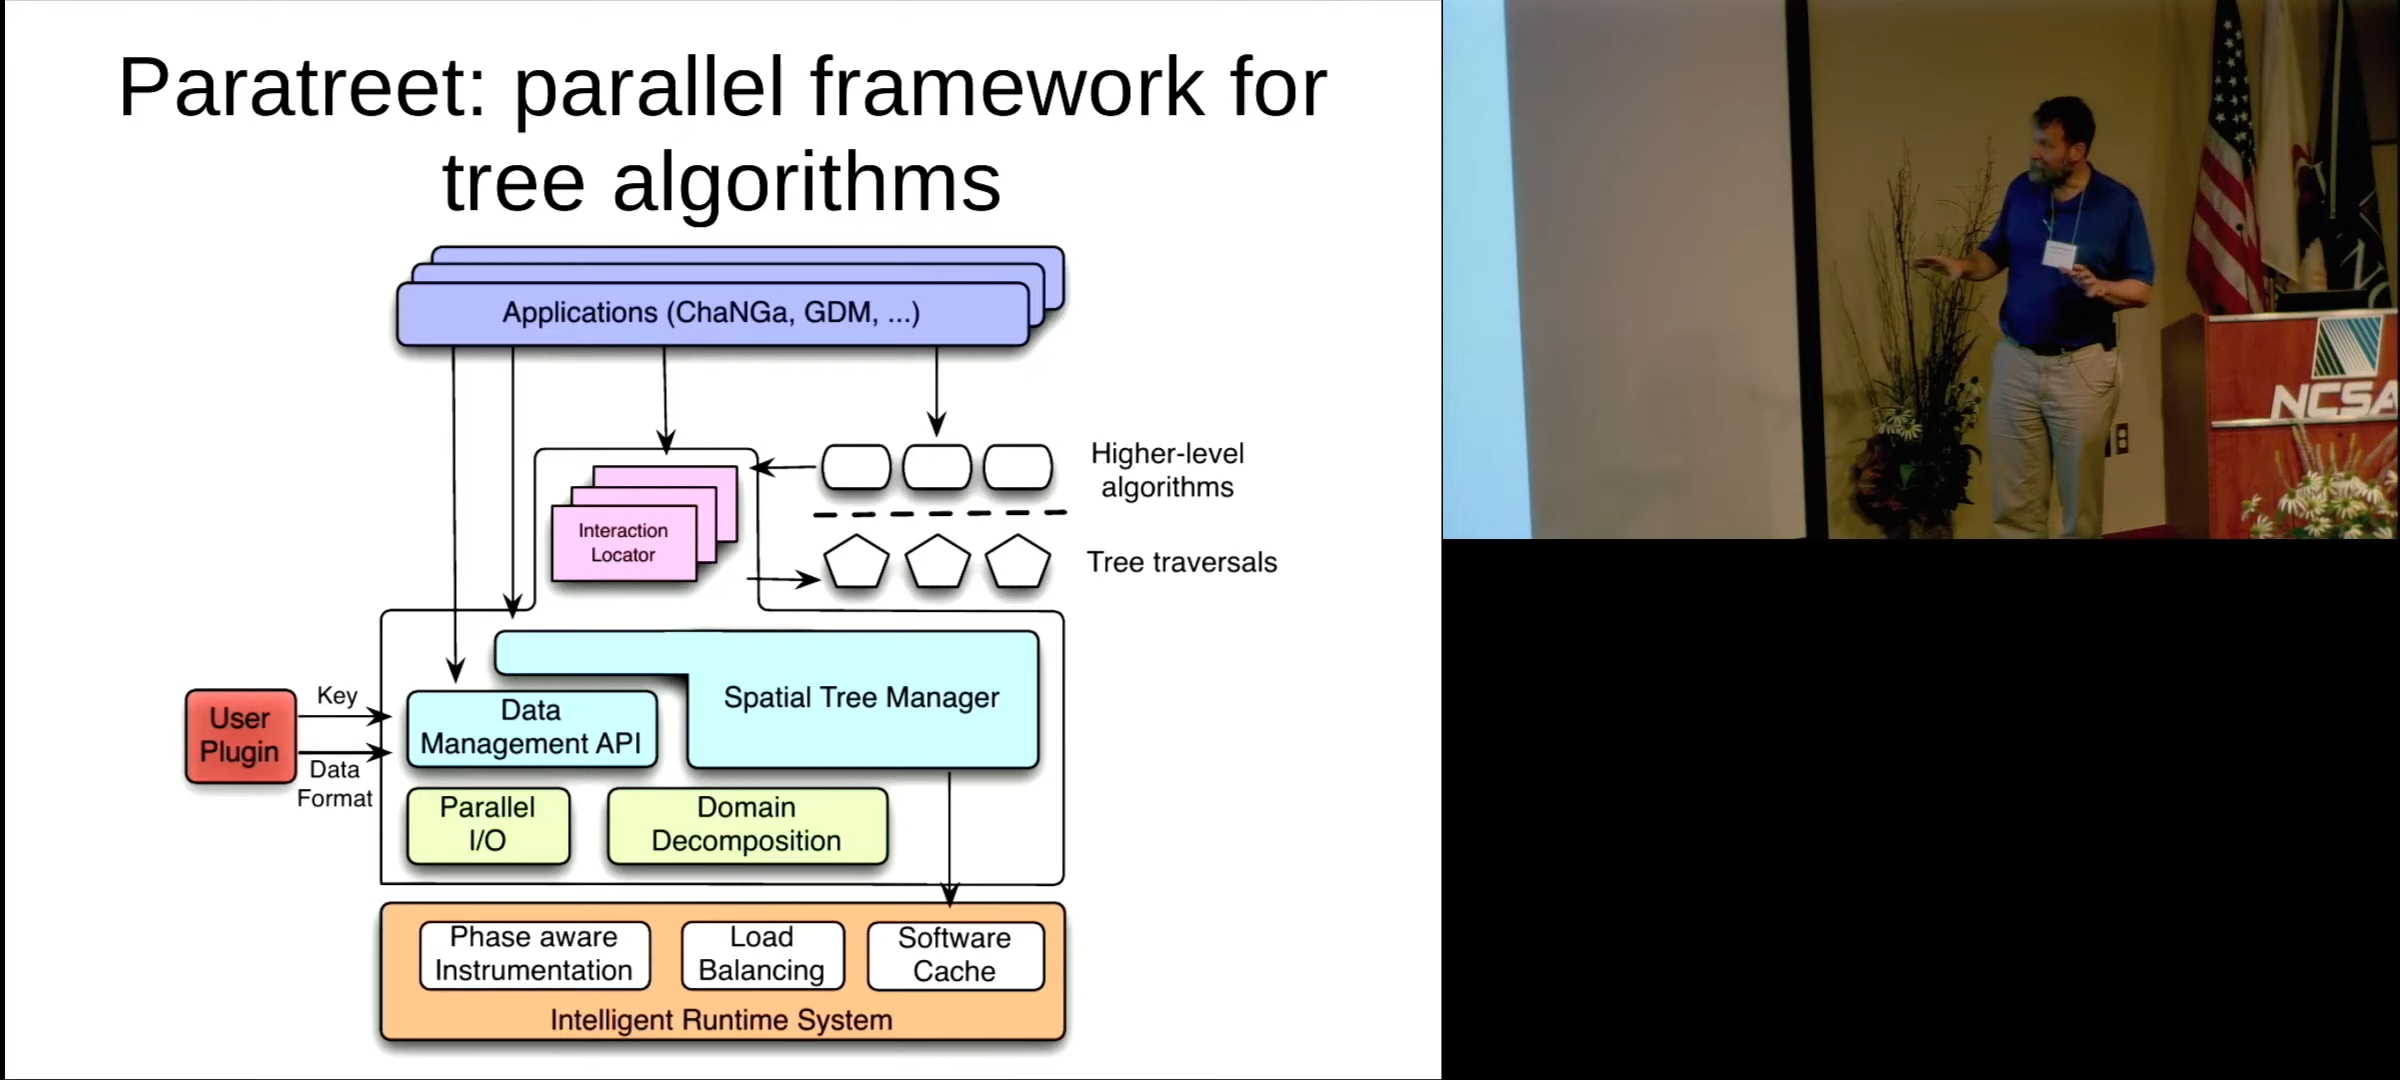 Paratreet: parallel framework for
tree algorithms
Applications (ChaNGa, GDM, ...)
Higher-level
algorithms
Interaction
Locator
Tree traversals
Spatial Tree Manager
Key
User
Plugin
Data
Format
Data
Management API
Parallel
I/O
Domain
Decomposition
Phase aware
Instrumentation
Load
Balancing
Software
Cache
Intelligent Runtime System
NCSA